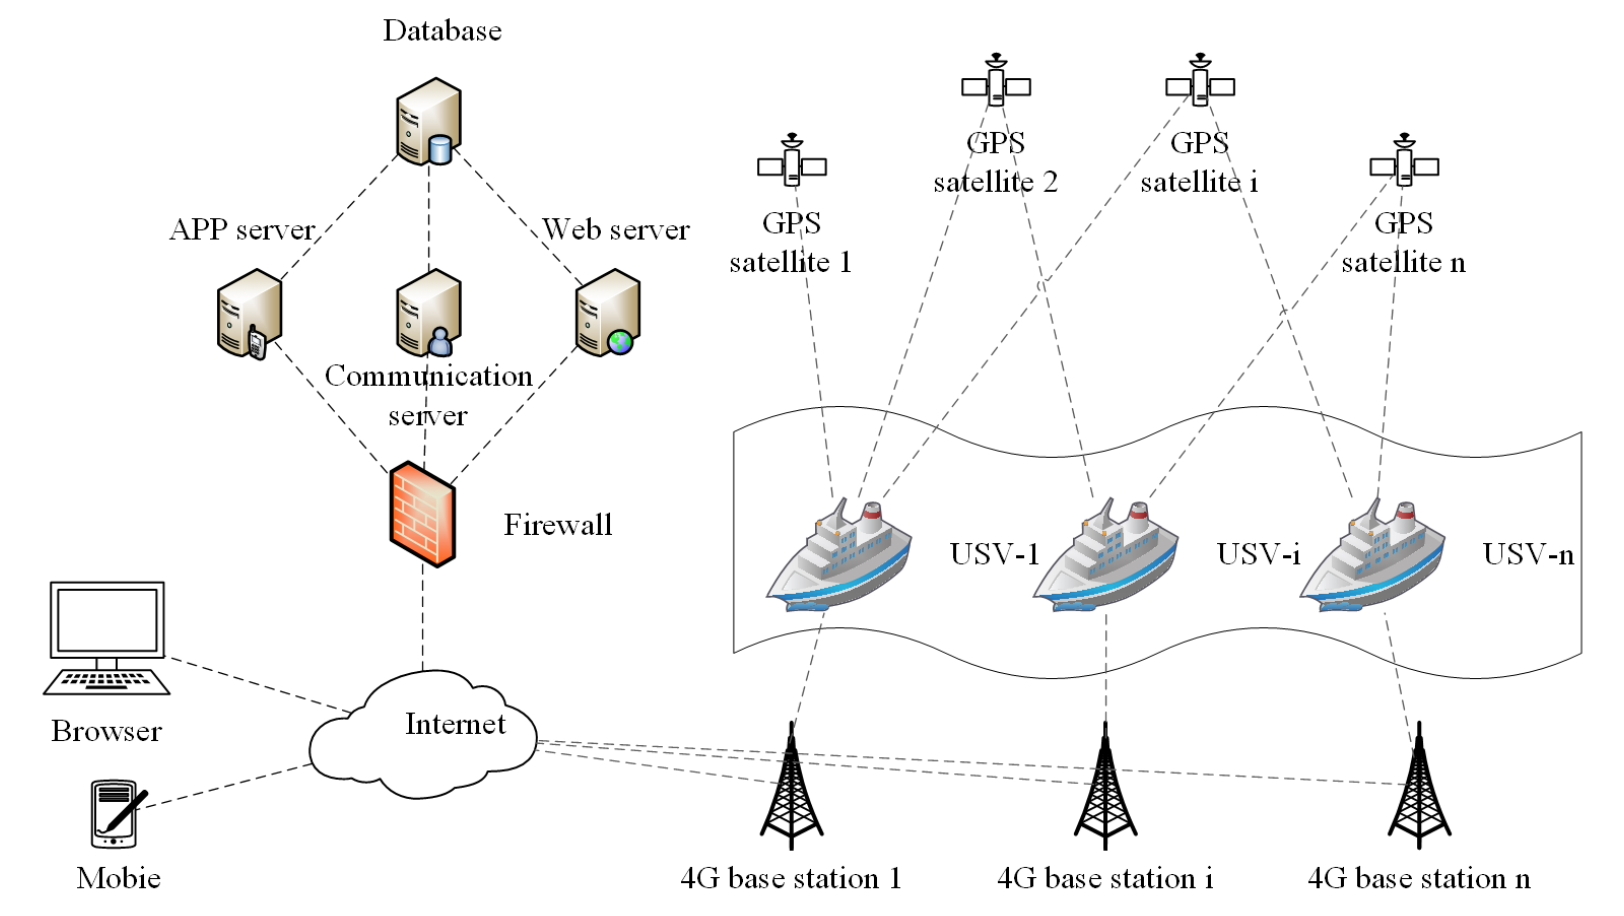 Database
APP server
Web server
Communication
server
Firewall
Browser
Internet
Mobie
GPS
satellite 1
GPS
satellite 2
GPS
satellite i
GPS
satellite n
USV-1
USV-i
USV-n
4G base station 1
4G base station i
4G base station n